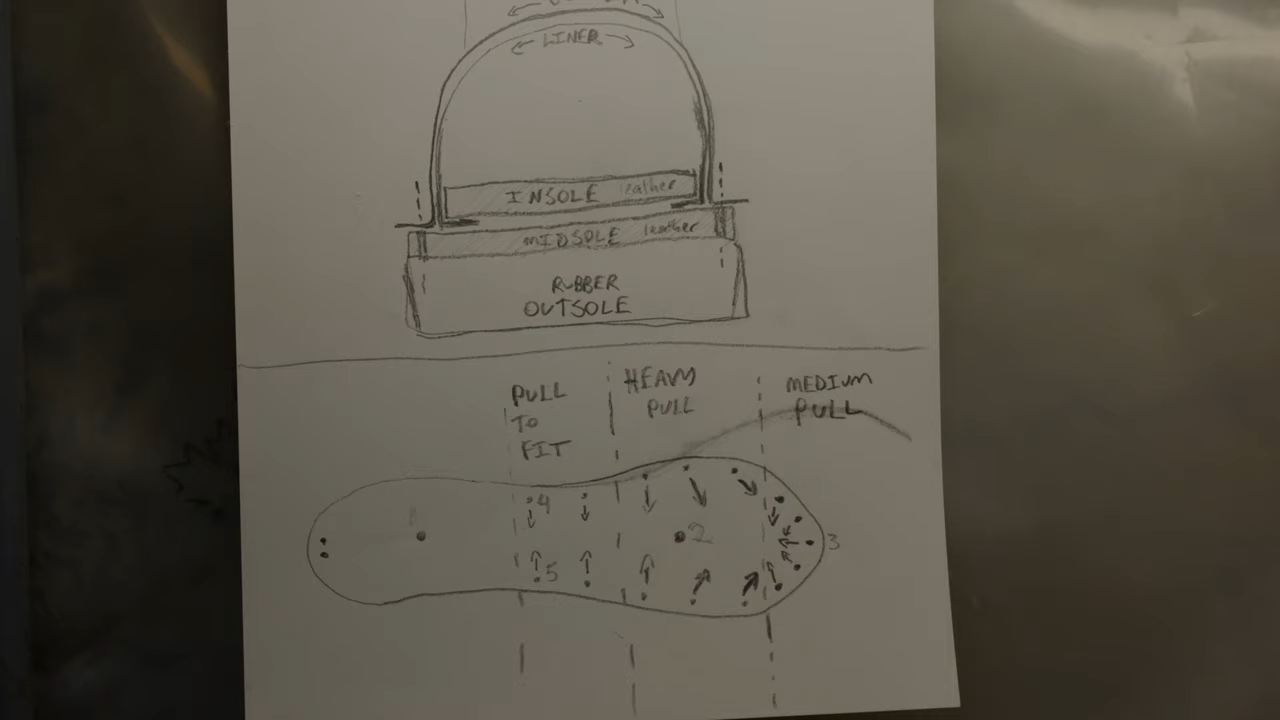 ← LINER →
INSOLE leather
MIDSOLE leather
RUBBER
OUTSOLE
PULL
TO
FIT
HEAVY
PULL
MEDIUM
PULL
4
2
3
5